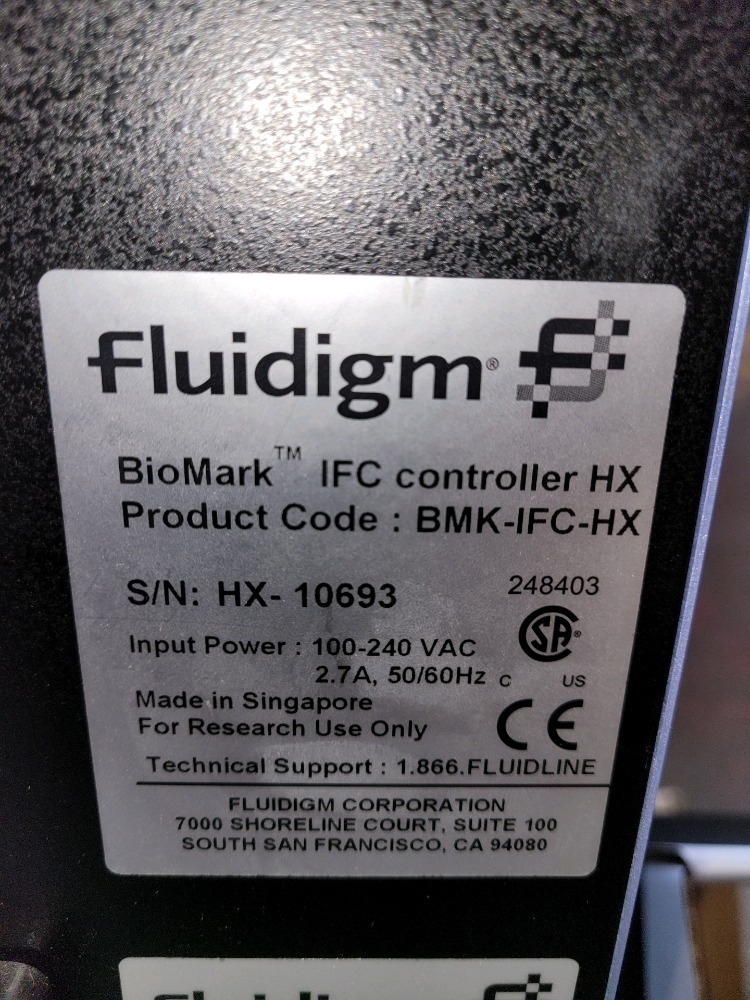 fluidigm®
BioMark™ IFC controller HX
Product Code : BMK-IFC-HX
S/N: HX- 10693
248403
SA®
Input Power : 100-240 VAC
2.7A, 50/60Hz
C US
Made in Singapore
For Research Use Only
CE
Technical Support : 1.866.FLUIDLINE
FLUIDIGM CORPORATION
7000 SHORELINE COURT, SUITE 100
SOUTH SAN FRANCISCO, CA 94080
fluidigm